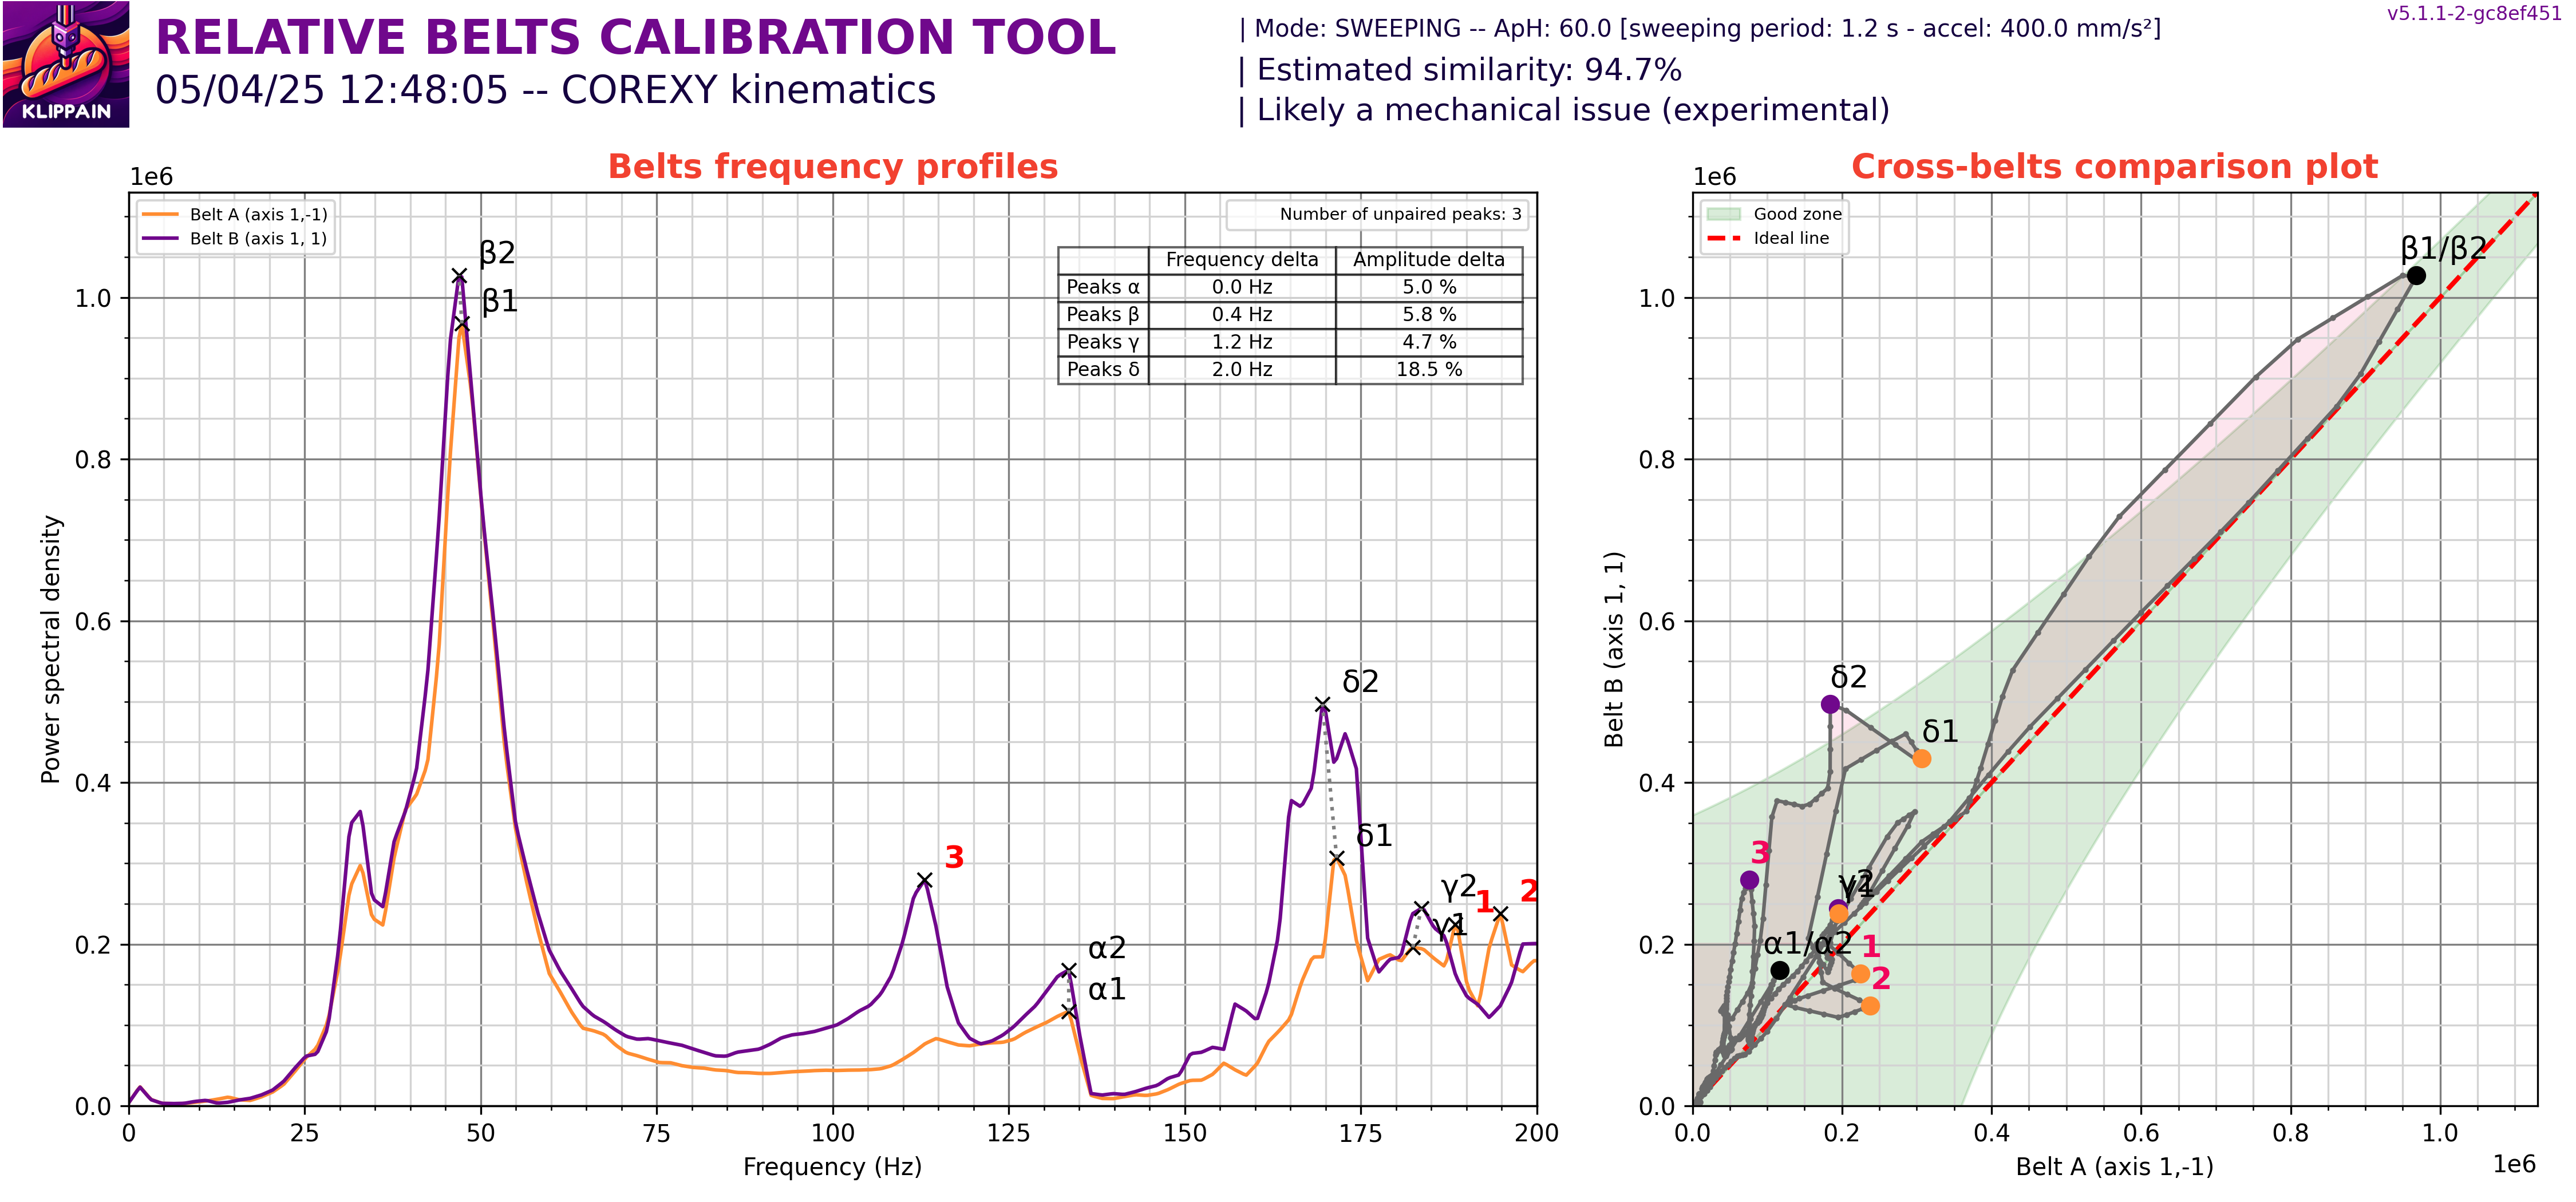 KLIPPAIN
RELATIVE BELTS CALIBRATION TOOL
05/04/25 12:48:05 -- COREXY kinematics
| Mode: SWEEPING -- ApH: 60.0 [sweeping period: 1.2 s - accel: 400.0 mm/s²]
| Estimated similarity: 94.7%
| Likely a mechanical issue (experimental)
v5.1.1-2-gc8ef451
Belts frequency profiles
1e6
Belt A (axis 1,-1)
Belt B (axis 1, 1)
Number of unpaired peaks: 3
Frequency delta Amplitude delta
Peaks α 0.0 Hz 5.0 %
Peaks β 0.4 Hz 5.8 %
Peaks γ 1.2 Hz 4.7 %
Peaks δ 2.0 Hz 18.5 %
β2
β1
δ2
δ1
3
γ2
1
2
γ1
α2
α1
1.0
0.8
0.6
0.4
0.2
0.0
Power spectral density
0 25 50 75 100 125 150 175 200
Frequency (Hz)
Cross-belts comparison plot
1e6
Good zone
Ideal line
β1/β2
δ2
δ1
3
γ2
γ1
α1/α2
1
2
1.0
0.8
0.6
0.4
0.2
0.0
Belt B (axis 1, 1)
0.0 0.2 0.4 0.6 0.8 1.0
Belt A (axis 1,-1)
1e6